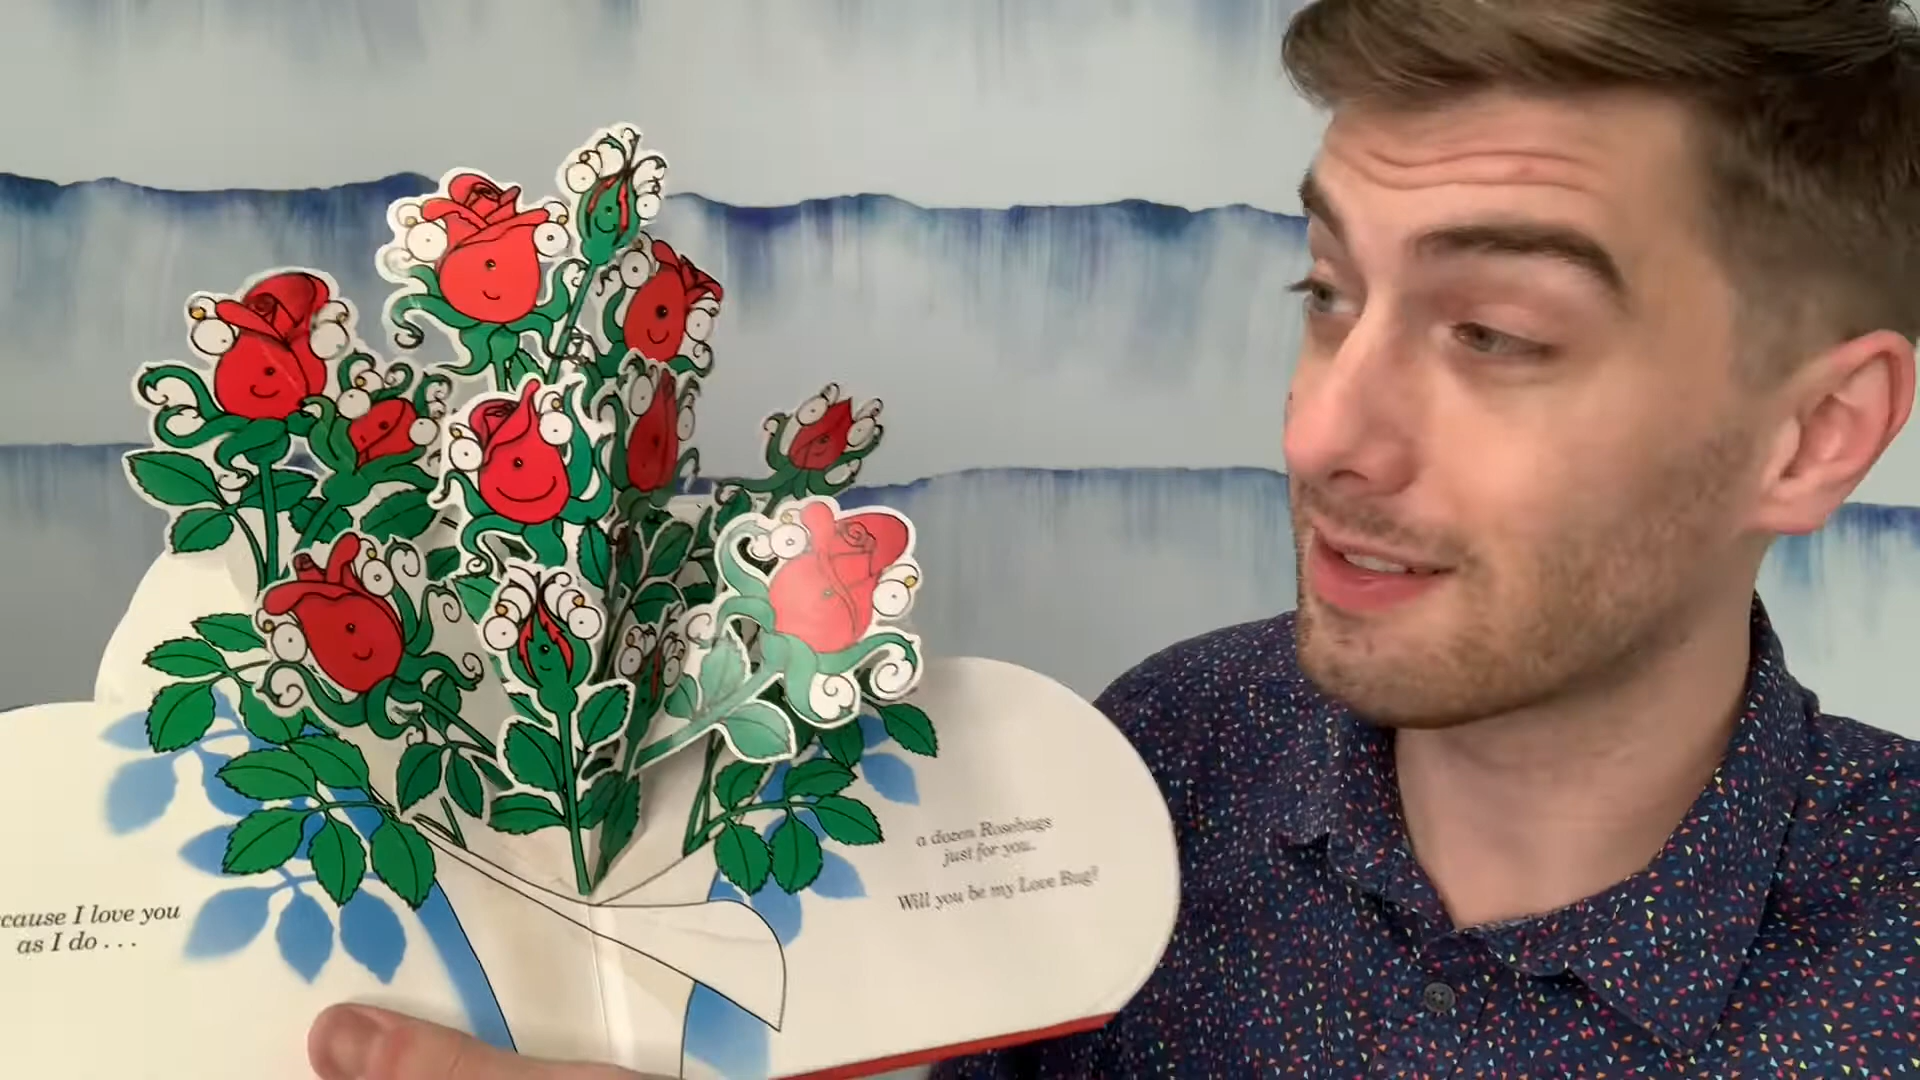 cause I love you
as I do . . .
a dozen Rosebugs
just for you.
Will you be my Love Bug?